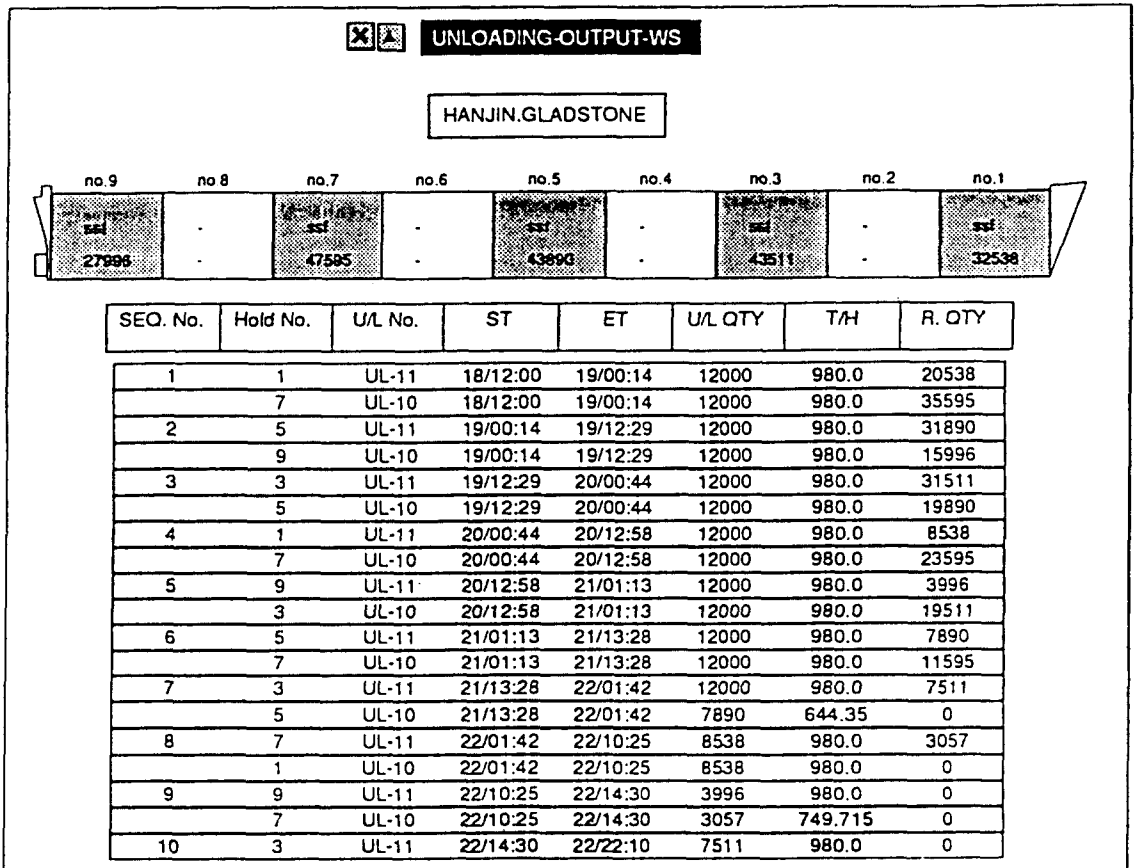 UNLOADING-OUTPUT-WS
HANJIN.GLADSTONE
no.9 no.8 no.7 no.6 no.5 no.4 no.3 no.2 no.1
ssf - ssf - ssf - ssf - ssf
27996 47595 43890 43511 32538
SEQ. No. Hold No. U/L No. ST ET U/L QTY T/H R. QTY
1 1 UL-11 18/12:00 19/00:14 12000 980.0 20538
7 UL-10 18/12:00 19/00:14 12000 980.0 35595
2 5 UL-11 19/00:14 19/12:29 12000 980.0 31890
9 UL-10 19/00:14 19/12:29 12000 980.0 15996
3 3 UL-11 19/12:29 20/00:44 12000 980.0 31511
5 UL-10 19/12:29 20/00:44 12000 980.0 19890
4 1 UL-11 20/00:44 20/12:58 12000 980.0 8538
7 UL-10 20/00:44 20/12:58 12000 980.0 23595
5 9 UL-11 20/12:58 21/01:13 12000 980.0 3996
3 UL-10 20/12:58 21/01:13 12000 980.0 19511
6 5 UL-11 21/01:13 21/13:28 12000 980.0 7890
7 UL-10 21/01:13 21/13:28 12000 980.0 11595
7 3 UL-11 21/13:28 22/01:42 12000 980.0 7511
5 UL-10 21/13:28 22/01:42 7890 644.35 0
8 7 UL-11 22/01:42 22/10:25 8538 980.0 3057
1 UL-10 22/01:42 22/10:25 8538 980.0 0
9 9 UL-11 22/10:25 22/14:30 3996 980.0 0
7 UL-10 22/10:25 22/14:30 3057 749.715 0
10 3 UL-11 22/14:30 22/22:10 7511 980.0 0